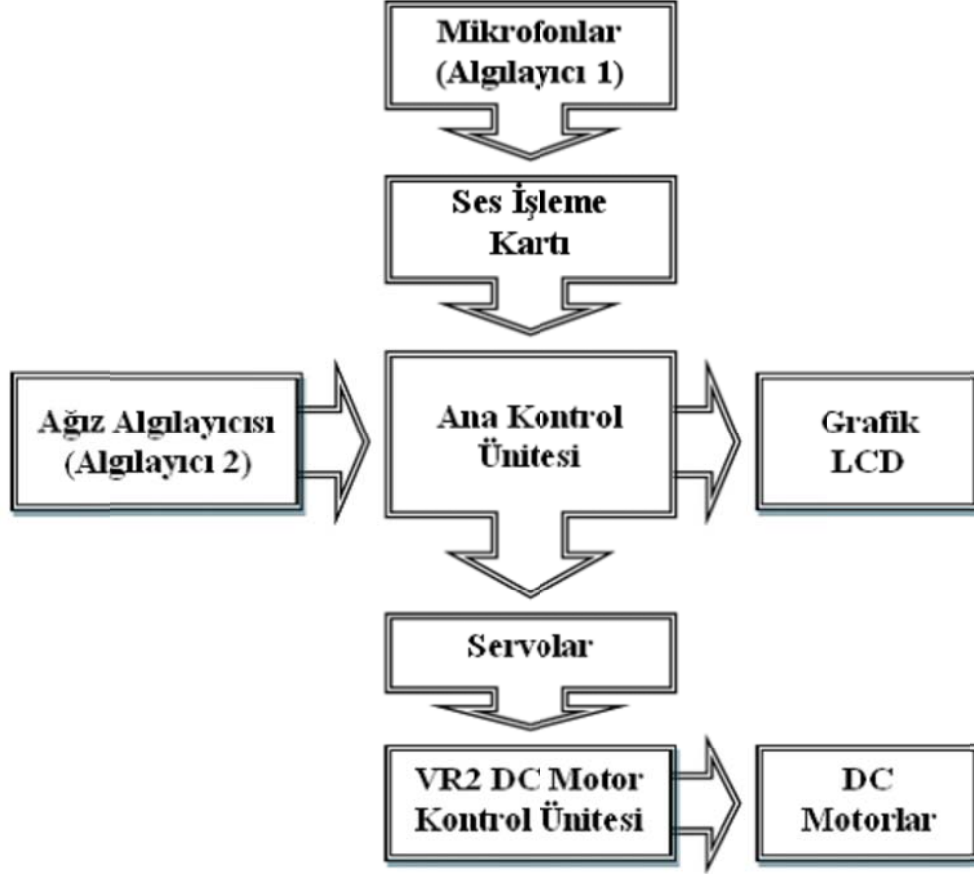 Mikrofonlar
(Algılayıcı 1)
Ses İşleme
Kartı
Ağız Algılayıcısı
(Algılayıcı 2)
Ana Kontrol
Ünitesi
Grafik
LCD
Servolar
VR2 DC Motor
Kontrol Ünitesi
DC
Motorlar